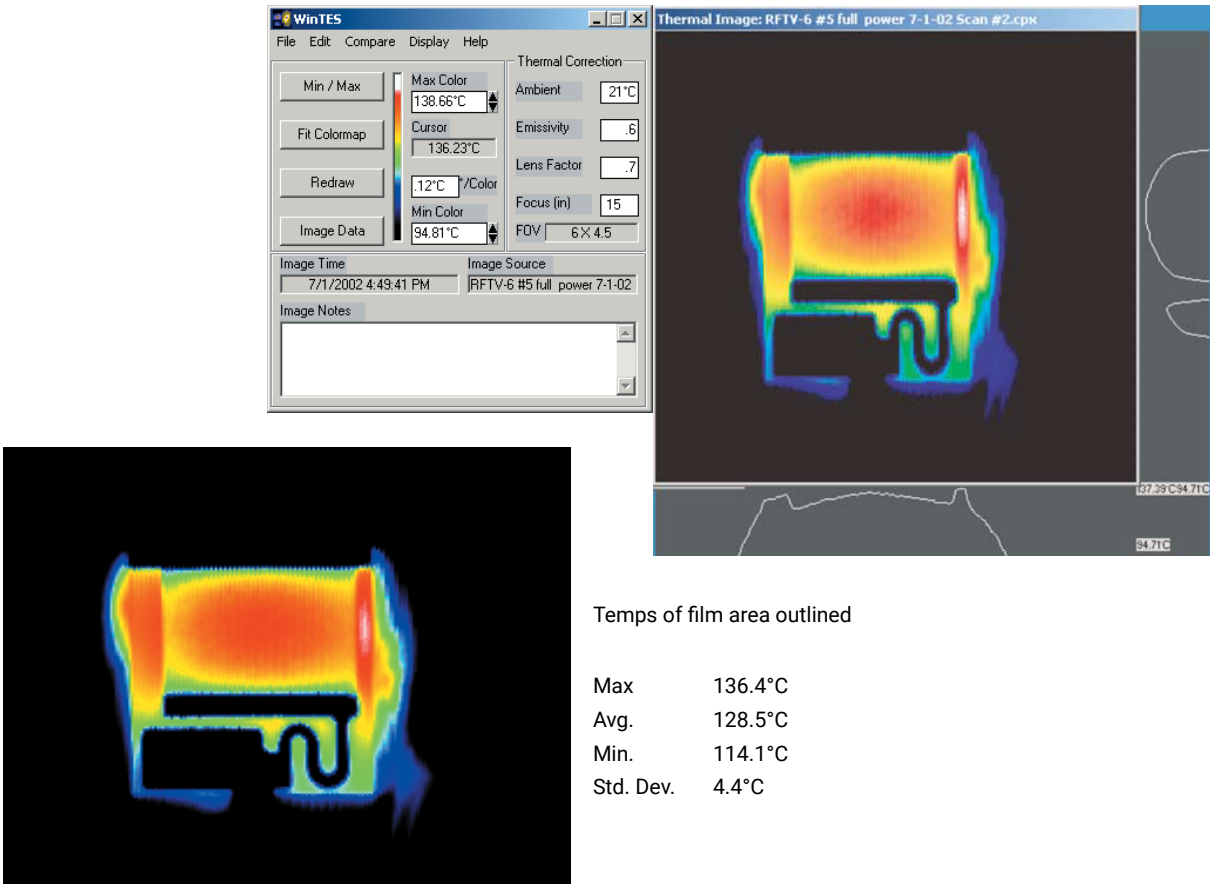 WinTES
File Edit Compare Display Help
Min / Max
Fit Colormap
Redraw
Image Data
Max Color
138.66°C
Cursor
136.23°C
.12°C °/Color
Min Color
94.81°C
Thermal Correction
Ambient 21°C
Emissivity .6
Lens Factor .7
Focus (in) 15
FOV 6 X 4.5
Image Time
7/1/2002 4:49:41 PM
Image Source
RFTV-6 #5 full power 7-1-02
Image Notes
Thermal Image: RFTV-6 #5 full power 7-1-02 Scan #2.cpx
137.39 C94.71C
94.71C
Temps of film area outlined
Max 136.4°C
Avg. 128.5°C
Min. 114.1°C
Std. Dev. 4.4°C